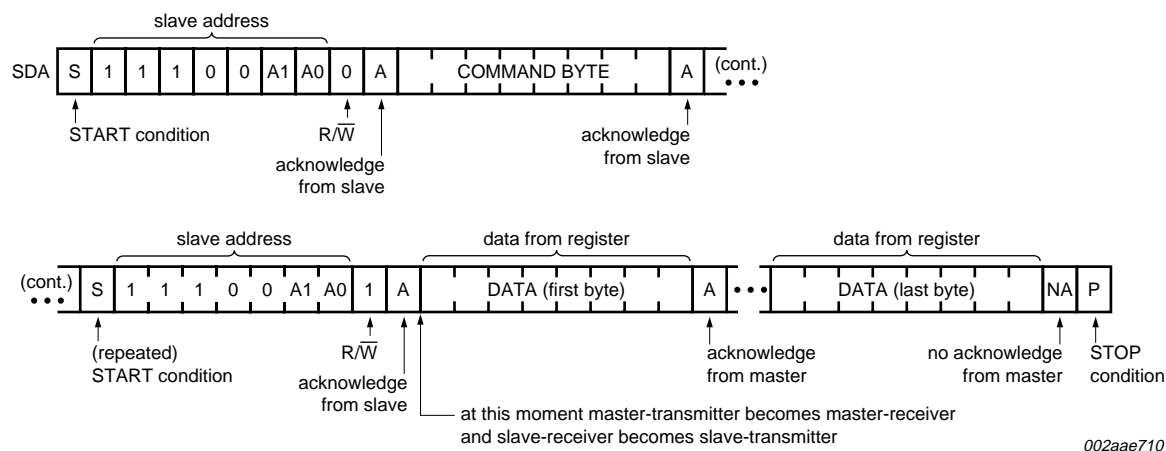 slave address
SDA S 1 1 1 0 0 A1 A0 0 A COMMAND BYTE A (cont.)
START condition
R/W̅
acknowledge
from slave
acknowledge
from slave
slave address
data from register
data from register
(cont.) S 1 1 1 0 0 A1 A0 1 A DATA (first byte) A DATA (last byte) NA P
(repeated)
START condition
R/W̅
acknowledge
from slave
acknowledge
from master
no acknowledge
from master
STOP
condition
at this moment master-transmitter becomes master-receiver
and slave-receiver becomes slave-transmitter
002aae710